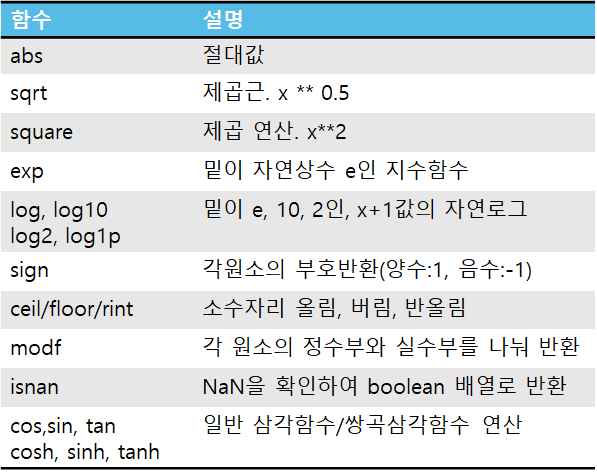 함수 설명
abs 절대값
sqrt 제곱근. x ** 0.5
square 제곱 연산. x**2
exp 밑이 자연상수 e인 지수함수
log, log10 밑이 e, 10, 2인, x+1값의 자연로그
log2, log1p
sign 각원소의 부호반환(양수:1, 음수:-1)
ceil/floor/rint 소수자리 올림, 버림, 반올림
modf 각 원소의 정수부와 실수부를 나눠 반환
isnan NaN을 확인하여 boolean 배열로 반환
cos,sin, tan 일반 삼각함수/쌍곡삼각함수 연산
cosh, sinh, tanh